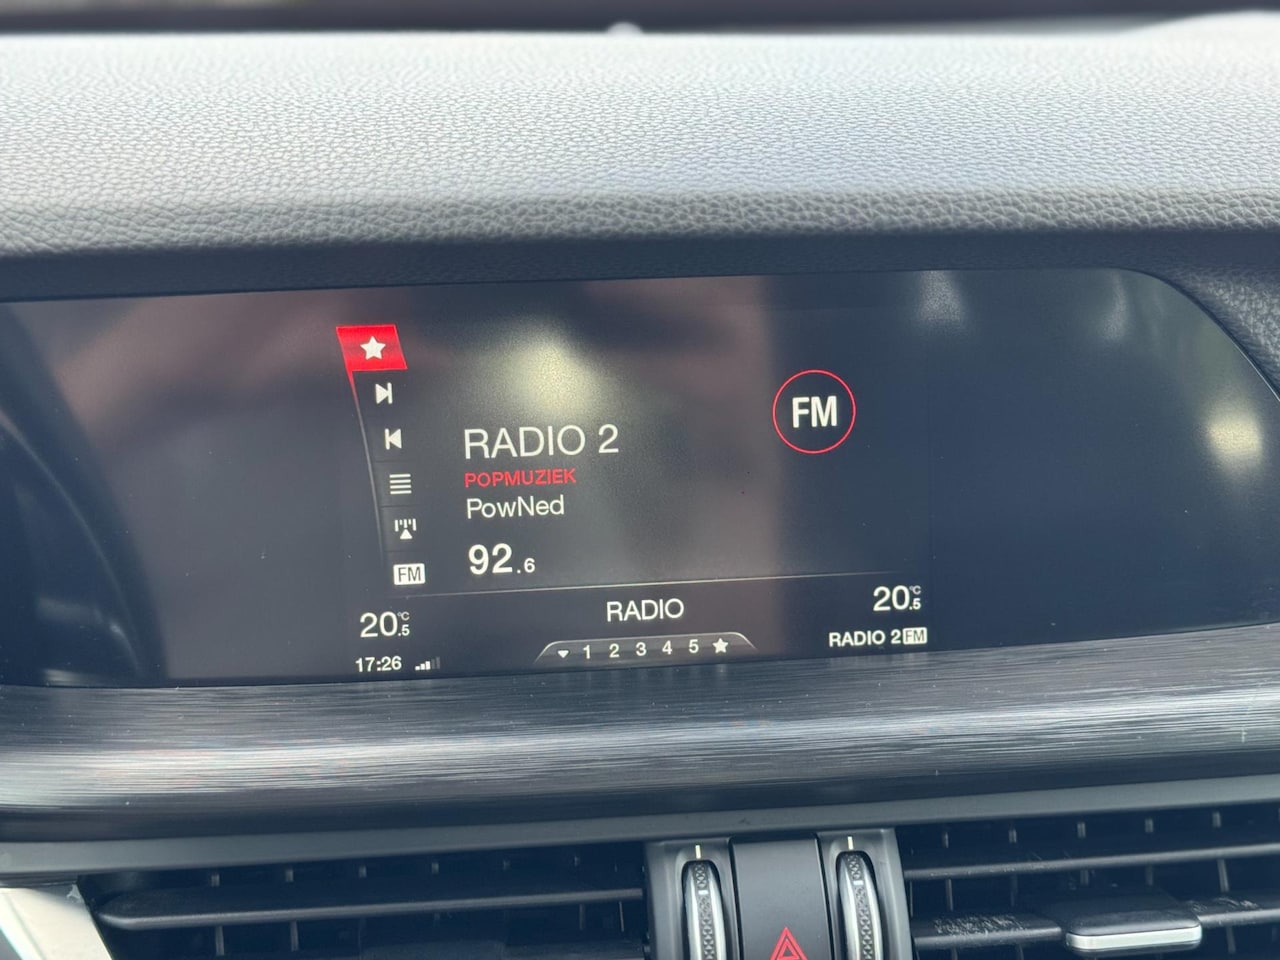 RADIO 2
FM
POPMUZIEK
PowNed
92.6
FM
20.5°C
RADIO
20.5°C
1 2 3 4 5
RADIO 2 FM
17:26